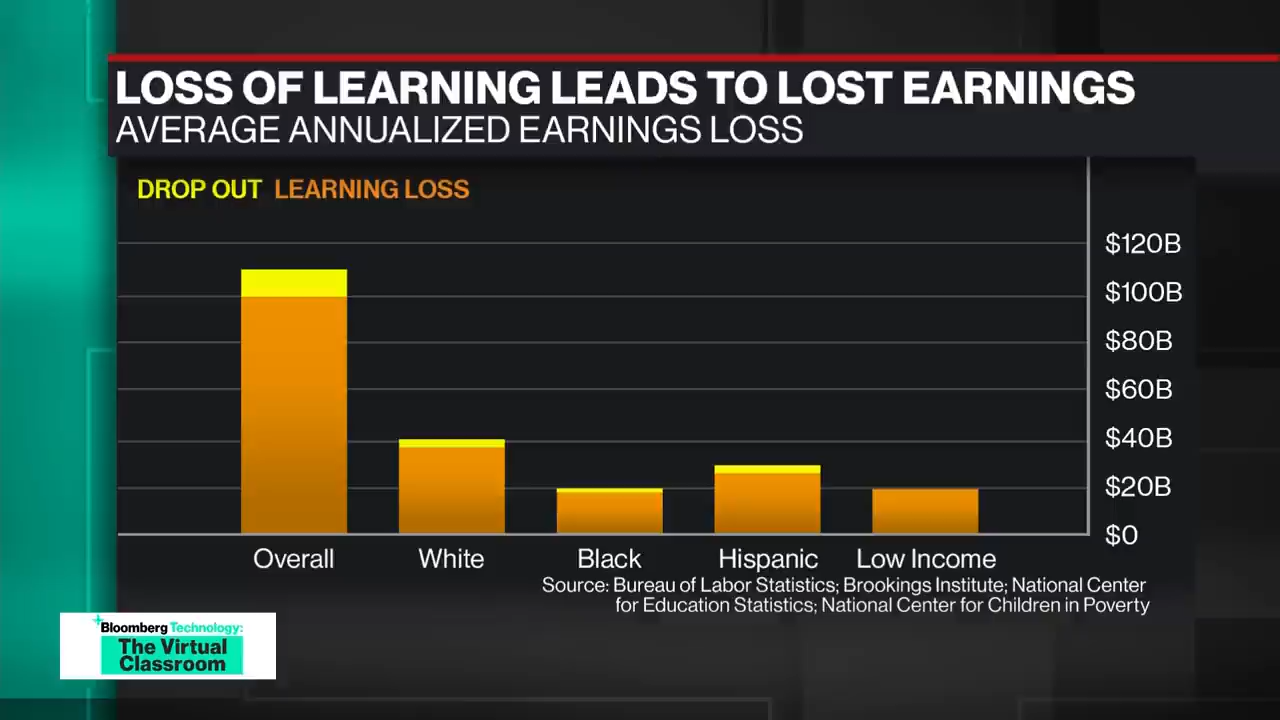 LOSS OF LEARNING LEADS TO LOST EARNINGS
AVERAGE ANNUALIZED EARNINGS LOSS
DROP OUT LEARNING LOSS
$120B
$100B
$80B
$60B
$40B
$20B
$0
Overall White Black Hispanic Low Income
Source: Bureau of Labor Statistics; Brookings Institute; National Center
for Education Statistics; National Center for Children in Poverty
Bloomberg Technology:
The Virtual
Classroom